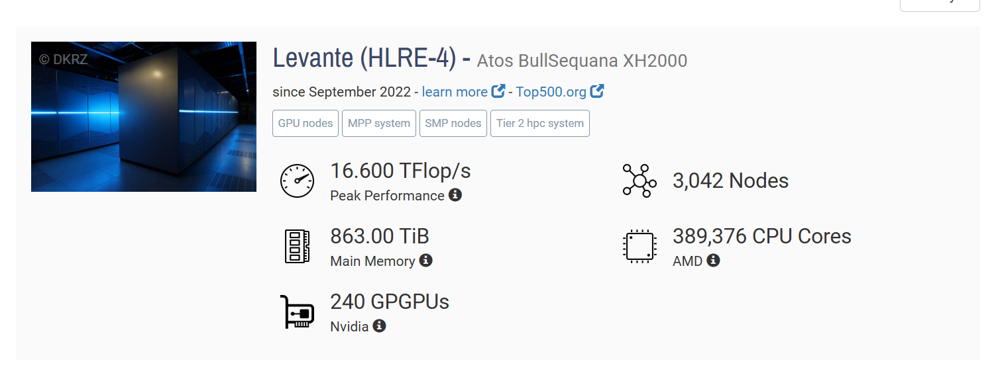 © DKRZ
Levante (HLRE-4) - Atos BullSequana XH2000
since September 2022 - learn more - Top500.org
GPU nodes MPP system SMP nodes Tier 2 hpc system
16.600 TFlop/s
Peak Performance
3,042 Nodes
863.00 TiB
Main Memory
389,376 CPU Cores
AMD
240 GPGPUs
Nvidia